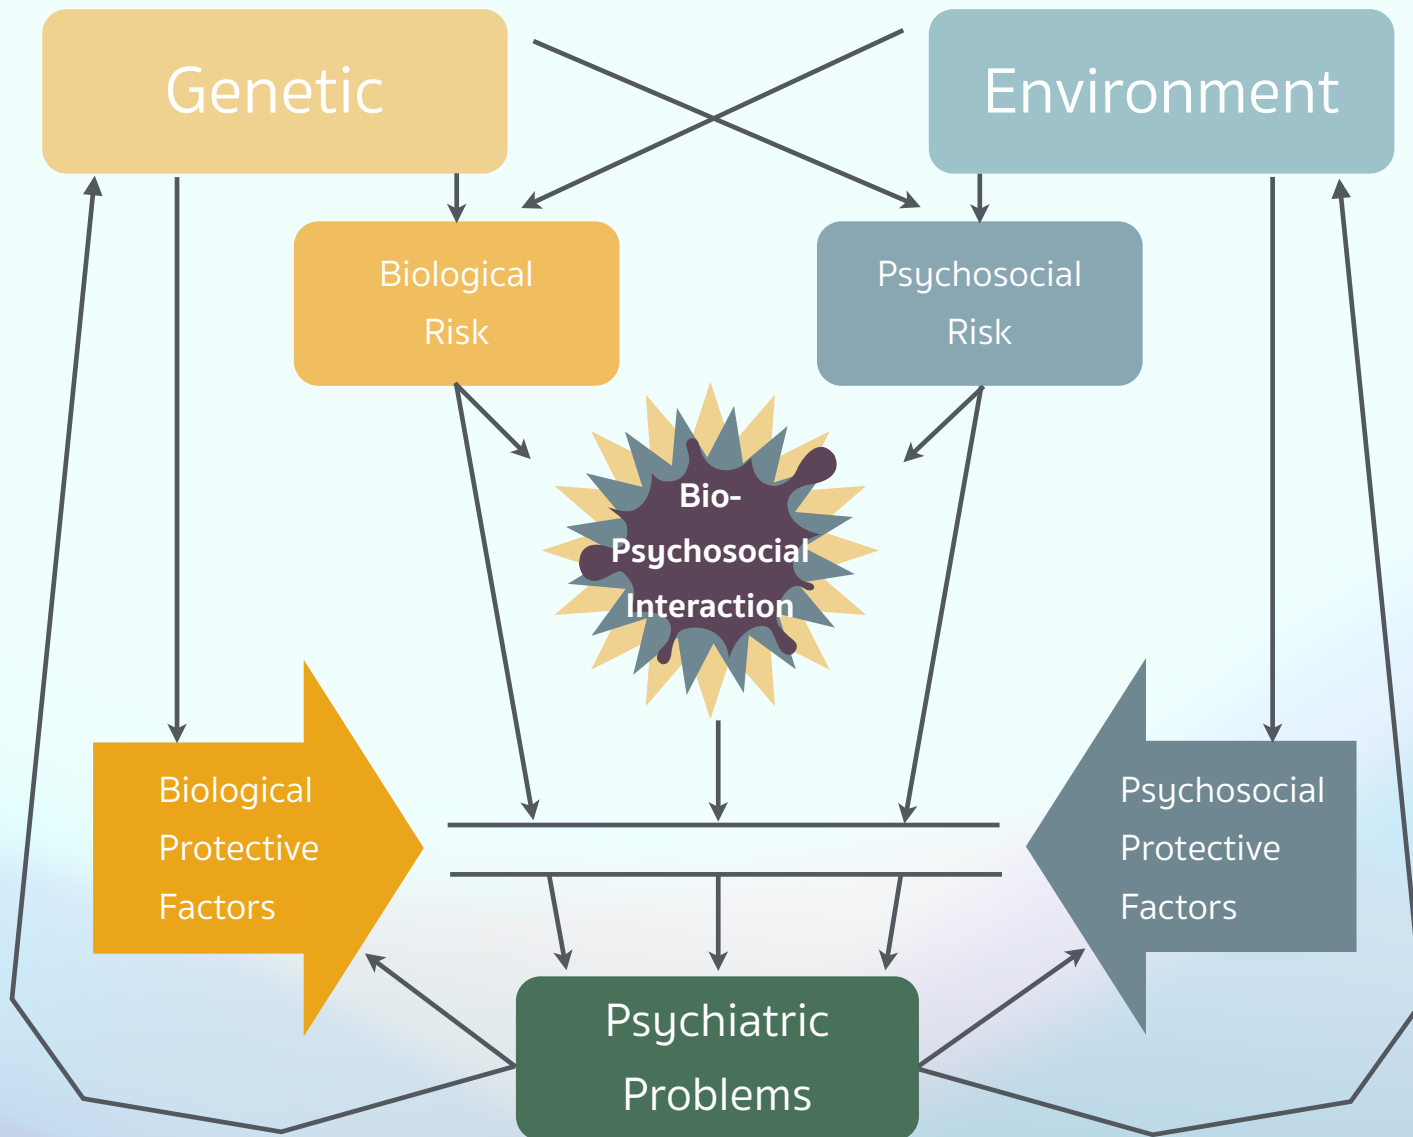 Genetic
Environment
Biological
Risk
Psychosocial
Risk
Bio-
Psychosocial
Interaction
Biological
Protective
Factors
Psychosocial
Protective
Factors
Psychiatric
Problems